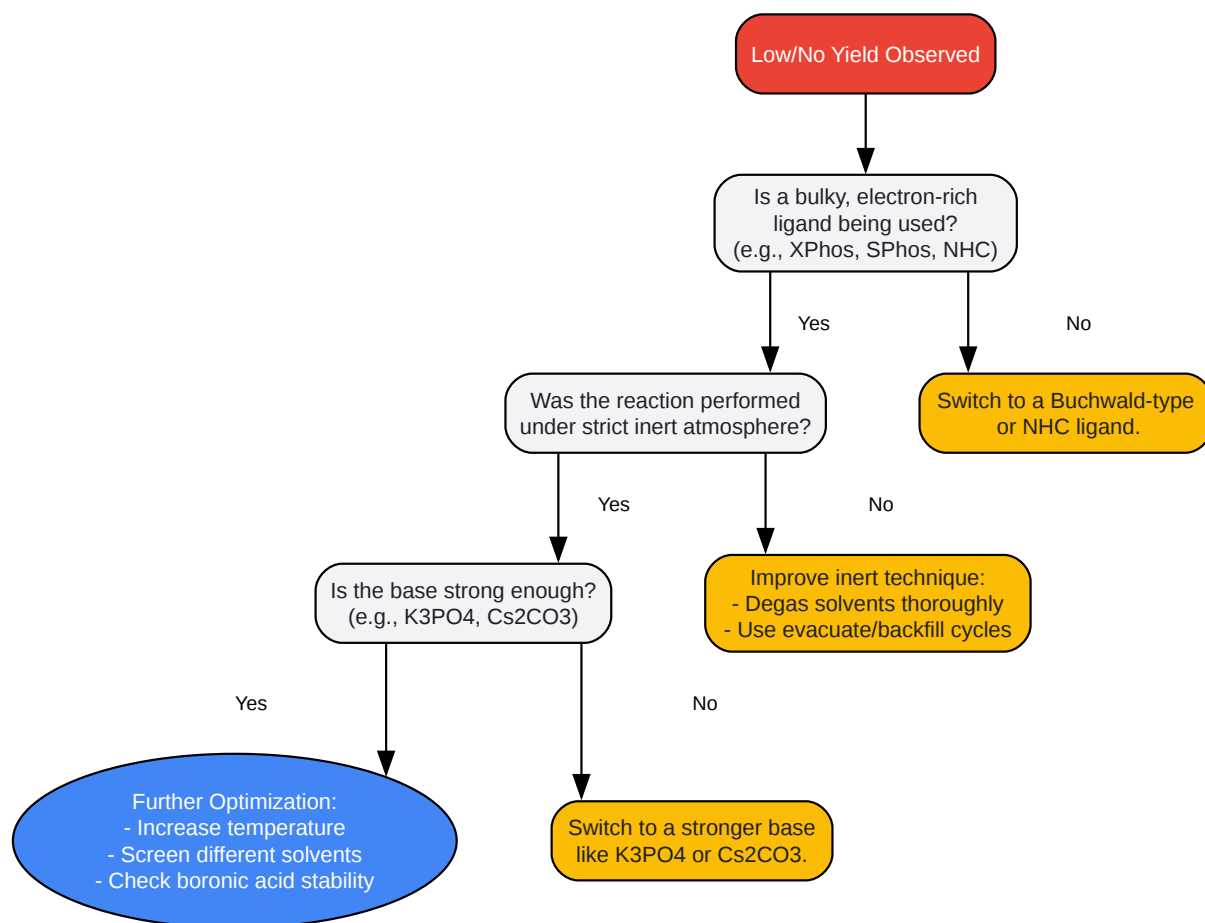 Low/No Yield Observed
Is a bulky, electron-rich
ligand being used?
(e.g., XPhos, SPhos, NHC)
Yes
No
Was the reaction performed
under strict inert atmosphere?
Switch to a Buchwald-type
or NHC ligand.
Yes
No
Is the base strong enough?
(e.g., K3PO4, Cs2CO3)
Improve inert technique:
- Degas solvents thoroughly
- Use evacuate/backfill cycles
Yes
No
Further Optimization:
- Increase temperature
- Screen different solvents
- Check boronic acid stability
Switch to a stronger base
like K3PO4 or Cs2CO3.